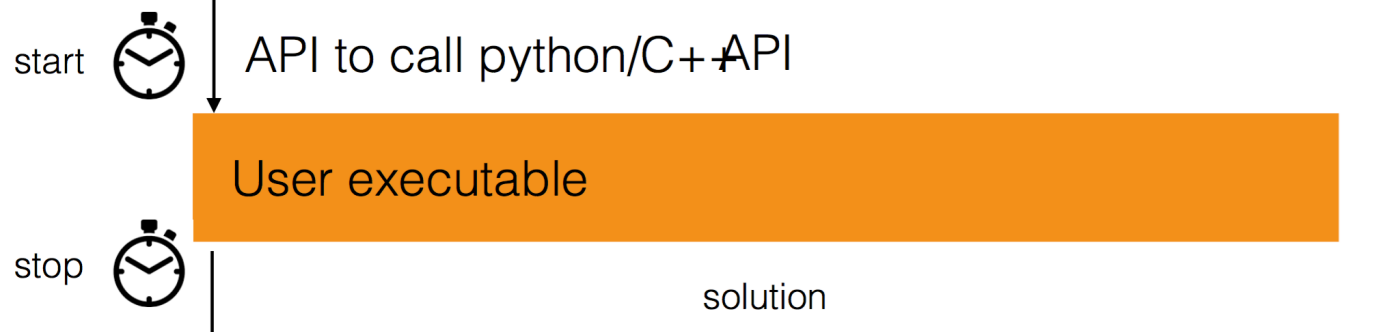 start
API to call python/C++API
User executable
stop
solution